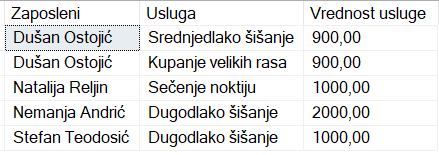 Zaposleni Usluga Vrednost usluge
Dušan Ostojić Srednjedlako šišanje 900,00
Dušan Ostojić Kupanje velikih rasa 900,00
Natalija Reljin Sečenje noktiju 1000,00
Nemanja Andrić Dugodlako šišanje 2000,00
Stefan Teodosić Dugodlako šišanje 1000,00